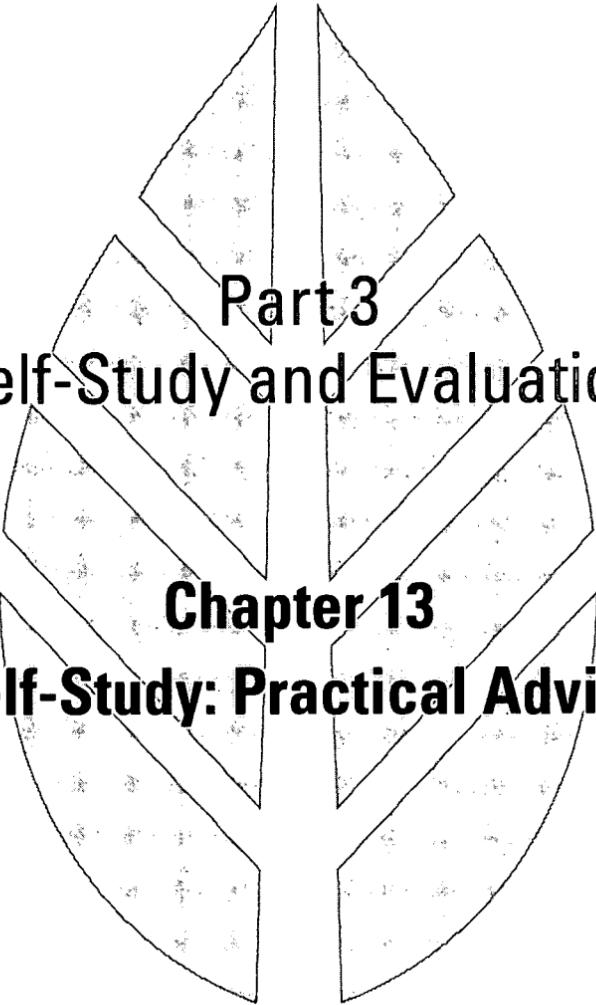 Part 3
elf-Study and Evaluatio
Chapter 13
lf-Study: Practical Advi